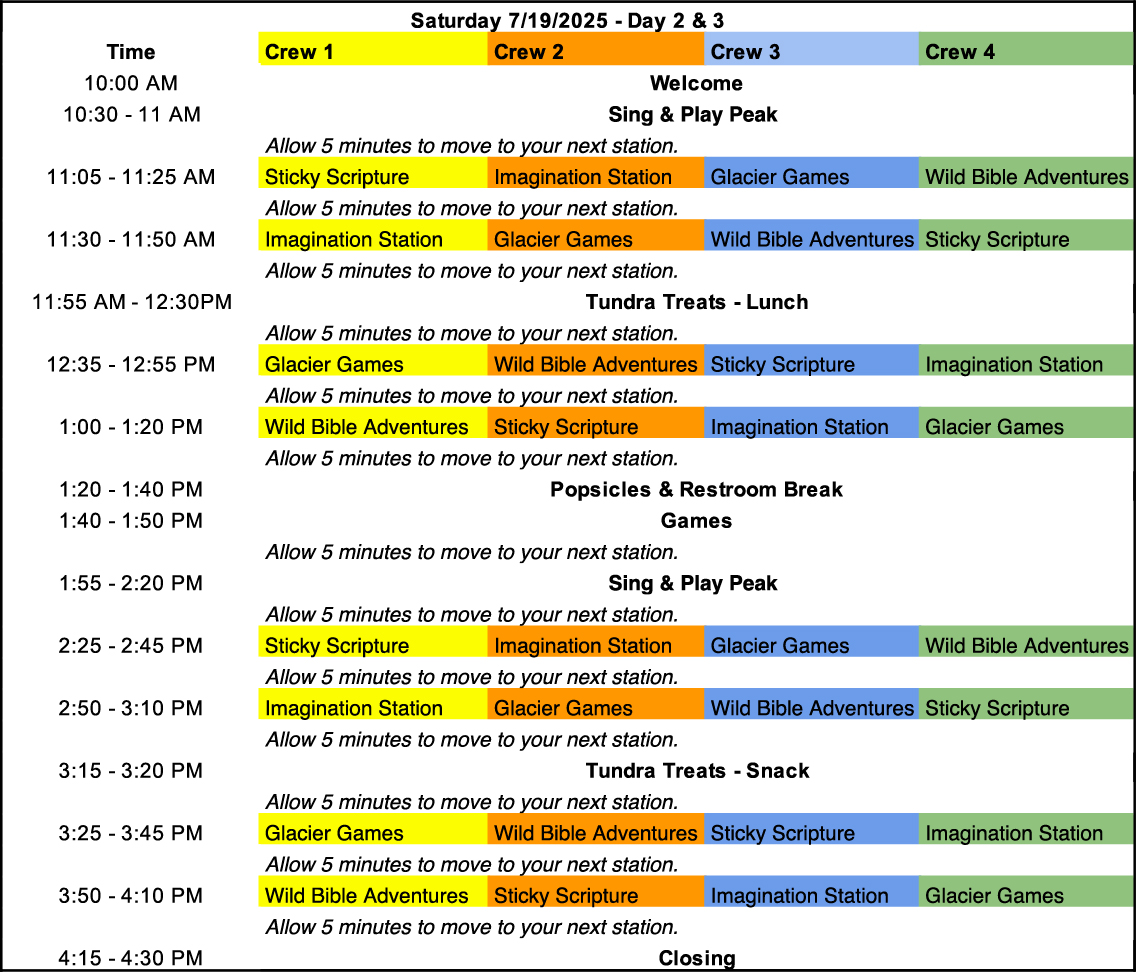 Saturday 7/19/2025 - Day 2 & 3
Time Crew 1 Crew 2 Crew 3 Crew 4
10:00 AM Welcome
10:30 - 11 AM Sing & Play Peak
Allow 5 minutes to move to your next station.
11:05 - 11:25 AM Sticky Scripture Imagination Station Glacier Games Wild Bible Adventures
Allow 5 minutes to move to your next station.
11:30 - 11:50 AM Imagination Station Glacier Games Wild Bible Adventures Sticky Scripture
Allow 5 minutes to move to your next station.
11:55 AM - 12:30PM Tundra Treats - Lunch
Allow 5 minutes to move to your next station.
12:35 - 12:55 PM Glacier Games Wild Bible Adventures Sticky Scripture Imagination Station
Allow 5 minutes to move to your next station.
1:00 - 1:20 PM Wild Bible Adventures Sticky Scripture Imagination Station Glacier Games
Allow 5 minutes to move to your next station.
1:20 - 1:40 PM Popsicles & Restroom Break
1:40 - 1:50 PM Games
Allow 5 minutes to move to your next station.
1:55 - 2:20 PM Sing & Play Peak
Allow 5 minutes to move to your next station.
2:25 - 2:45 PM Sticky Scripture Imagination Station Glacier Games Wild Bible Adventures
Allow 5 minutes to move to your next station.
2:50 - 3:10 PM Imagination Station Glacier Games Wild Bible Adventures Sticky Scripture
Allow 5 minutes to move to your next station.
3:15 - 3:20 PM Tundra Treats - Snack
Allow 5 minutes to move to your next station.
3:25 - 3:45 PM Glacier Games Wild Bible Adventures Sticky Scripture Imagination Station
Allow 5 minutes to move to your next station.
3:50 - 4:10 PM Wild Bible Adventures Sticky Scripture Imagination Station Glacier Games
Allow 5 minutes to move to your next station.
4:15 - 4:30 PM Closing